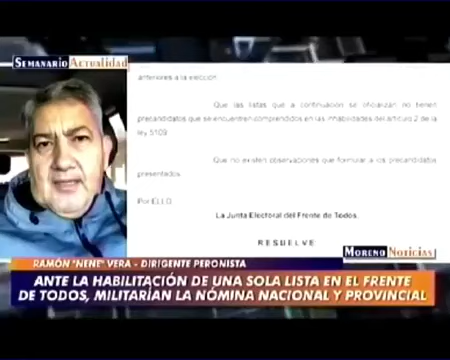 SEMANARIO Actualidad
anteriores a la elección.
Que las listas que a continuación se oficializan no tienen
precandidatos que se encuentren comprendidos en las inhabilidades del artículo 2 de la
ley 5109.
Que no existen observaciones que formular a los precandidatos
presentados.
Por ELLO
La Junta Electoral del Frente de Todos.
RESUELVE
MORENO NOTICIAS
RAMÓN "NENE" VERA - DIRIGENTE PERONISTA
ANTE LA HABILITACIÓN DE UNA SOLA LISTA EN EL FRENTE
DE TODOS, MILITARÍAN LA NÓMINA NACIONAL Y PROVINCIAL